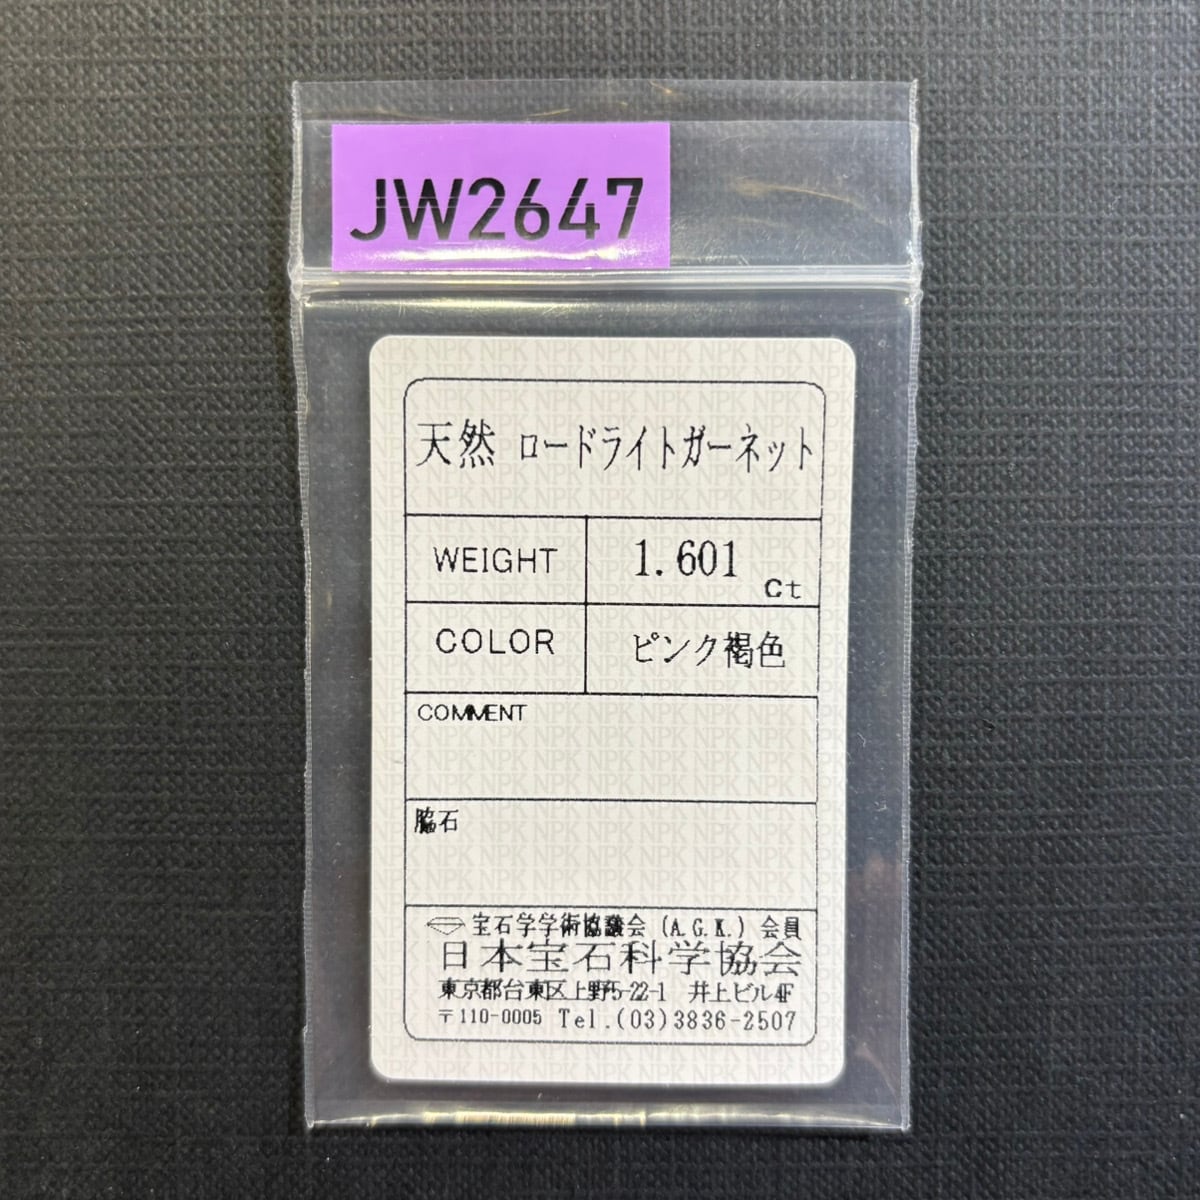 JW2647
天然 ロードライトガーネット
WEIGHT 1.601 ct
COLOR ピンク褐色
COMMENT
脇石
宝石学学術協議会 (A.G.K.) 会員
日本宝石科学協会
東京都台東区上野5-22-1 井上ビル4F
〒110-0005 Tel.(03)3836-2507